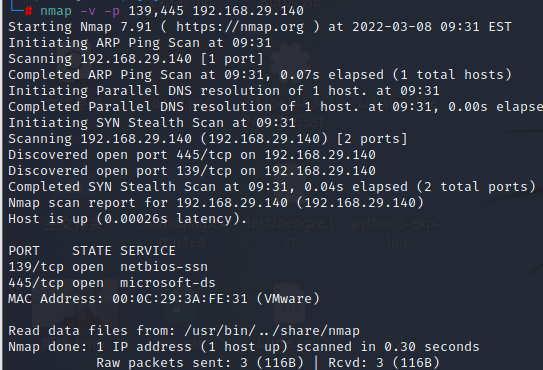 # nmap -v -p 139,445 192.168.29.140
Starting Nmap 7.91 ( https://nmap.org ) at 2022-03-08 09:31 EST
Initiating ARP Ping Scan at 09:31
Scanning 192.168.29.140 [1 port]
Completed ARP Ping Scan at 09:31, 0.07s elapsed (1 total hosts)
Initiating Parallel DNS resolution of 1 host. at 09:31
Completed Parallel DNS resolution of 1 host. at 09:31, 0.00s elapse
Initiating SYN Stealth Scan at 09:31
Scanning 192.168.29.140 (192.168.29.140) [2 ports]
Discovered open port 445/tcp on 192.168.29.140
Discovered open port 139/tcp on 192.168.29.140
Completed SYN Stealth Scan at 09:31, 0.04s elapsed (2 total ports)
Nmap scan report for 192.168.29.140 (192.168.29.140)
Host is up (0.00026s latency).
PORT    STATE SERVICE
139/tcp open  netbios-ssn
445/tcp open  microsoft-ds
MAC Address: 00:0C:29:3A:FE:31 (VMware)
Read data files from: /usr/bin/../share/nmap
Nmap done: 1 IP address (1 host up) scanned in 0.30 seconds
Raw packets sent: 3 (116B) | Rcvd: 3 (116B)